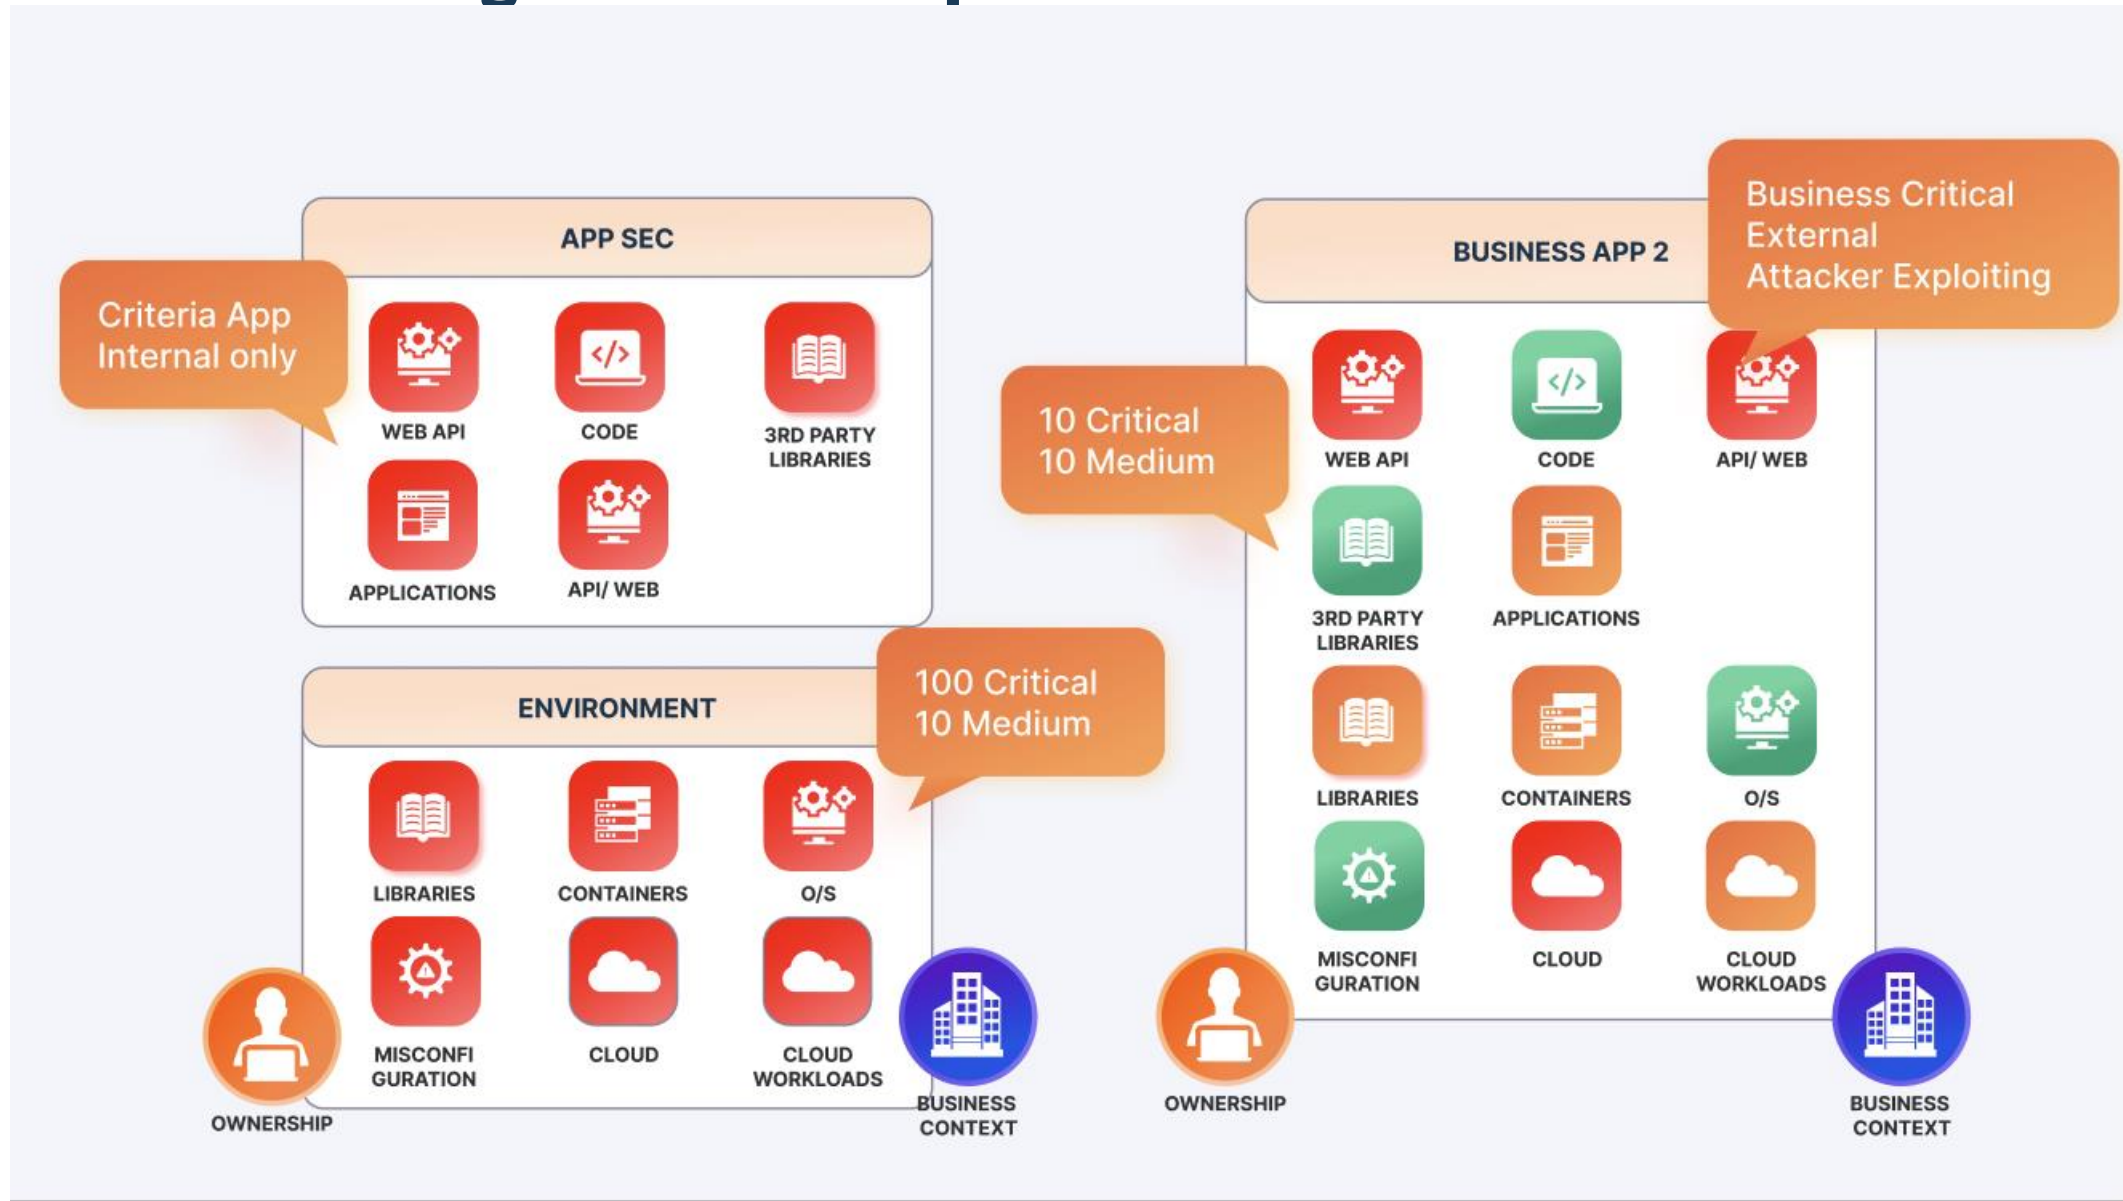 APP SEC
Criteria App
Internal only
WEB API
CODE
3RD PARTY
LIBRARIES
APPLICATIONS
API/ WEB
ENVIRONMENT
100 Critical
10 Medium
LIBRARIES
CONTAINERS
O/S
MISCONFI
GURATION
CLOUD
CLOUD
WORKLOADS
OWNERSHIP
BUSINESS
CONTEXT
BUSINESS APP 2
Business Critical
External
Attacker Exploiting
10 Critical
10 Medium
WEB API
CODE
API/ WEB
3RD PARTY
LIBRARIES
APPLICATIONS
LIBRARIES
CONTAINERS
O/S
MISCONFI
GURATION
CLOUD
CLOUD
WORKLOADS
OWNERSHIP
BUSINESS
CONTEXT